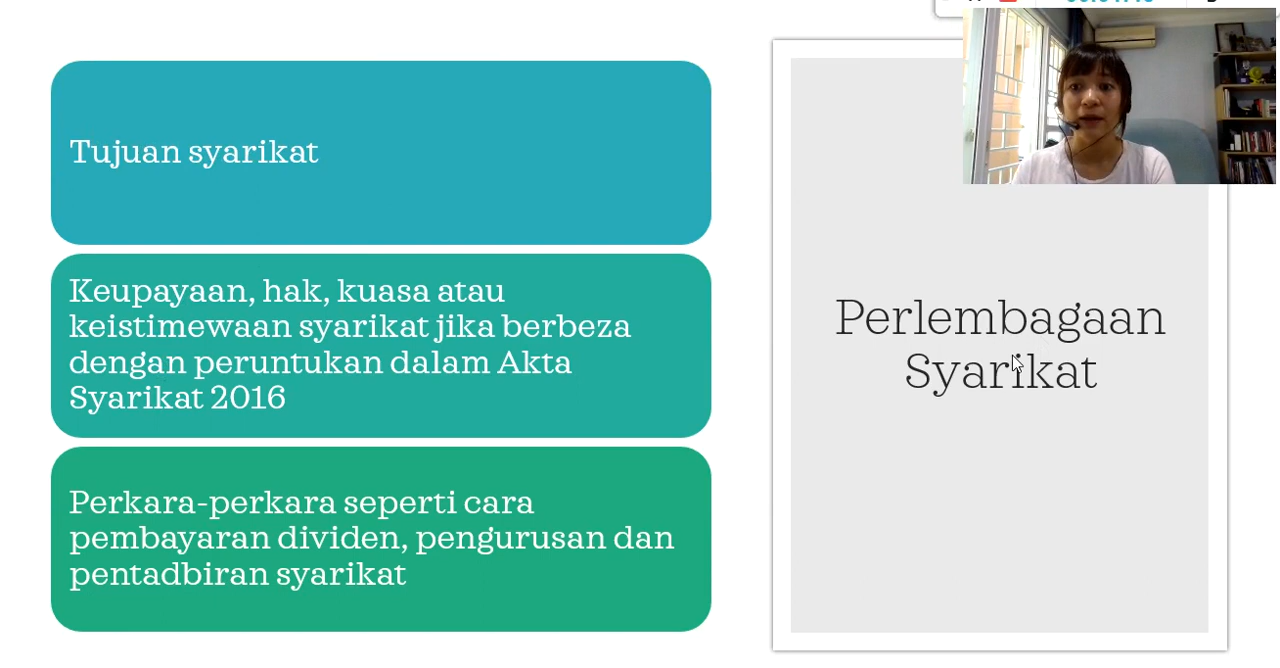 Tujuan syarikat
Keupayaan, hak, kuasa atau
keistimewaan syarikat jika berbeza
dengan peruntukan dalam Akta
Syarikat 2016
Perkara-perkara seperti cara
pembayaran dividen, pengurusan dan
pentadbiran syarikat
Perlembagaan
Syarikat